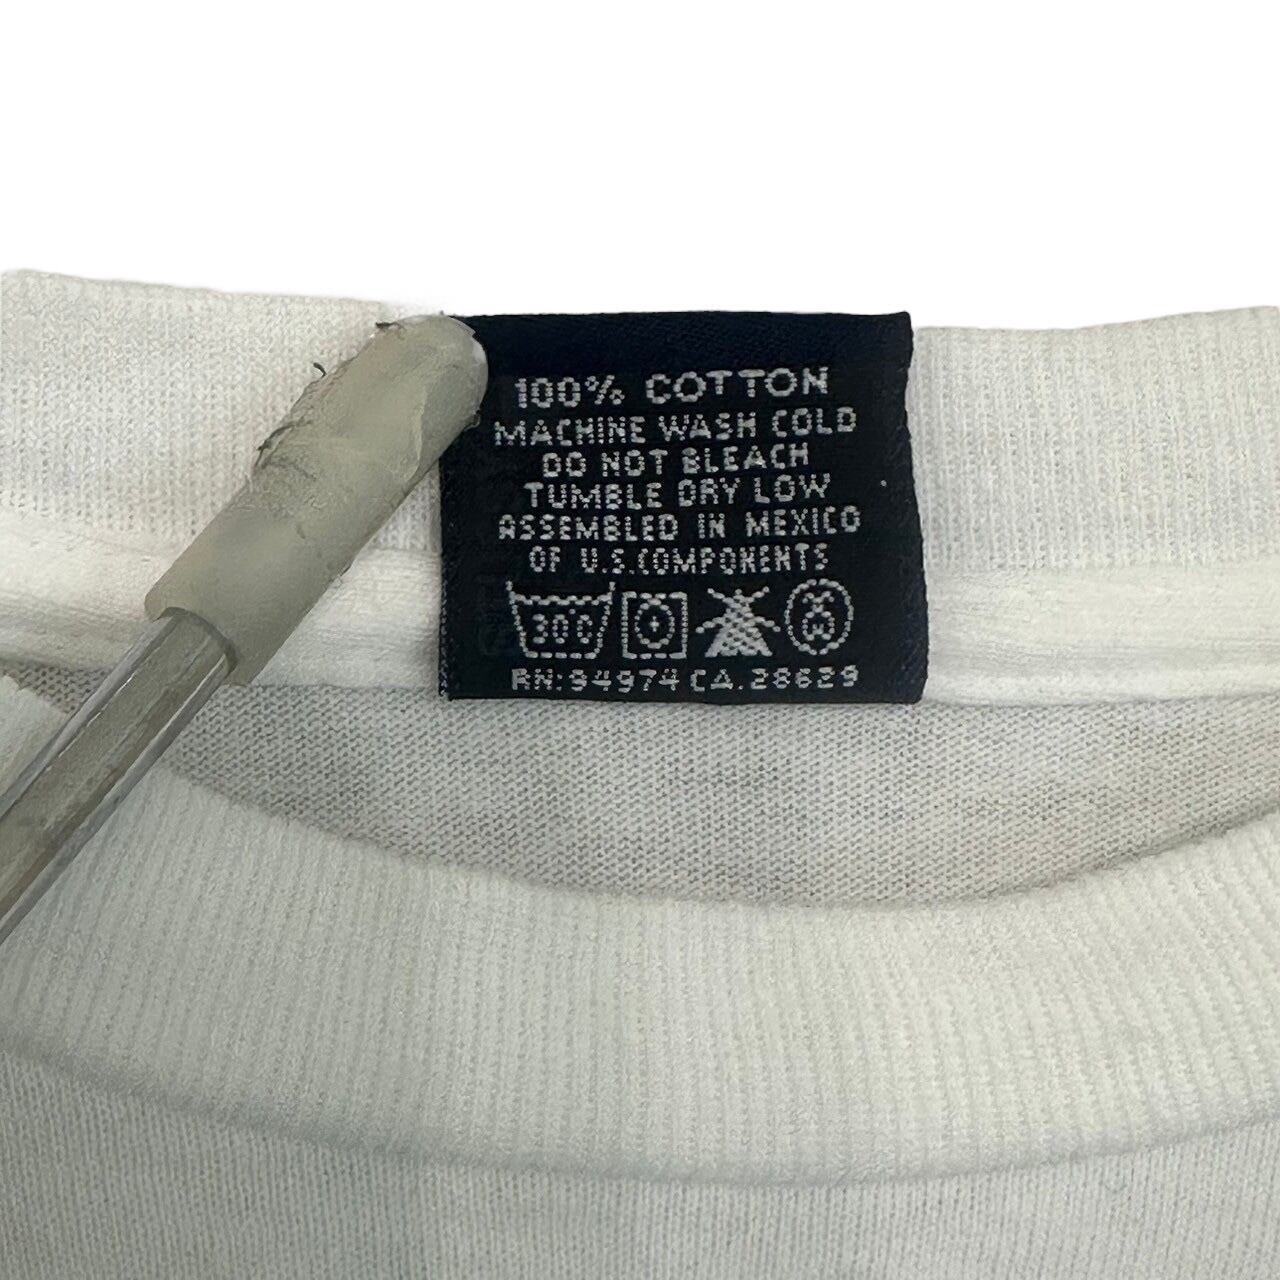 100% COTTON
MACHINE WASH COLD
DO NOT BLEACH
TUMBLE DRY LOW
ASSEMBLED IN MEXICO
OF U.S. COMPONENTS
30C
RN: 94974 CA. 28629